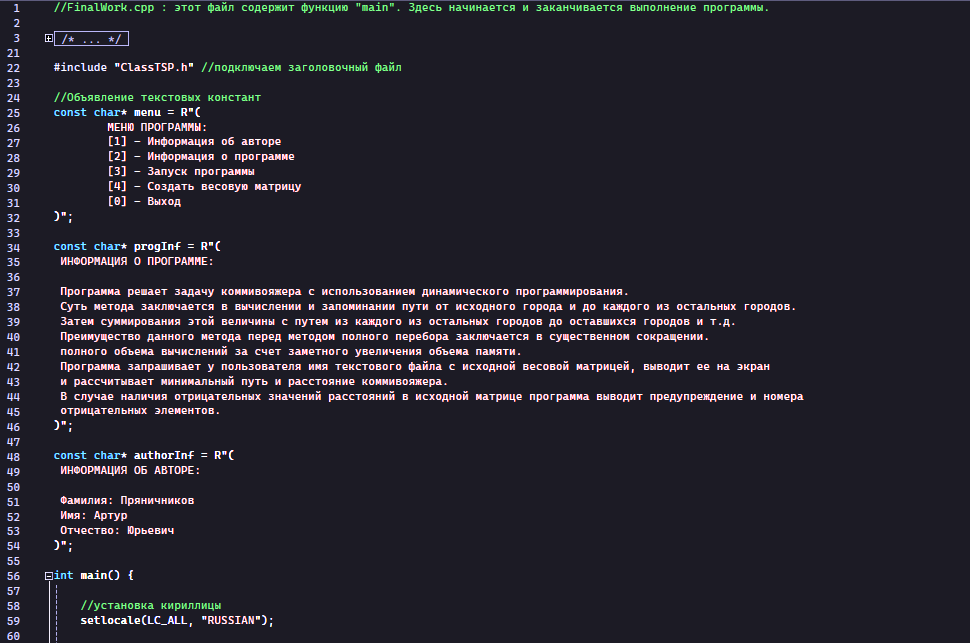 1 //FinalWork.cpp : этот файл содержит функцию "main". Здесь начинается и заканчивается выполнение программы.
2
3 /* ... */
21
22 #include "ClassTSP.h" //подключаем заголовочный файл
23
24 //Объявление текстовых констант
25 const char* menu = R"(
26 МЕНЮ ПРОГРАММЫ:
27 [1] – Информация об авторе
28 [2] – Информация о программе
29 [3] – Запуск программы
30 [4] – Создать весовую матрицу
31 [0] – Выход
32 )";
33
34 const char* progInf = R"(
35 ИНФОРМАЦИЯ О ПРОГРАММЕ:
36
37 Программа решает задачу коммивояжера с использованием динамического программирования.
38 Суть метода заключается в вычислении и запоминании пути от исходного города и до каждого из остальных городов.
39 Затем суммирования этой величины с путем из каждого из остальных городов до оставшихся городов и т.д.
40 Преимущество данного метода перед методом полного перебора заключается в существенном сокращении.
41 полного объема вычислений за счет заметного увеличения объема памяти.
42 Программа запрашивает у пользователя имя текстового файла с исходной весовой матрицей, выводит ее на экран
43 и рассчитывает минимальный путь и расстояние коммивояжера.
44 В случае наличия отрицательных значений расстояний в исходной матрице программа выводит предупреждение и номера
45 отрицательных элементов.
46 )";
47
48 const char* authorInf = R"(
49 ИНФОРМАЦИЯ ОБ АВТОРЕ:
50
51 Фамилия: Пряничников
52 Имя: Артур
53 Отчество: Юрьевич
54 )";
55
56 int main() {
57
58 //установка кириллицы
59 setlocale(LC_ALL, "RUSSIAN");
60